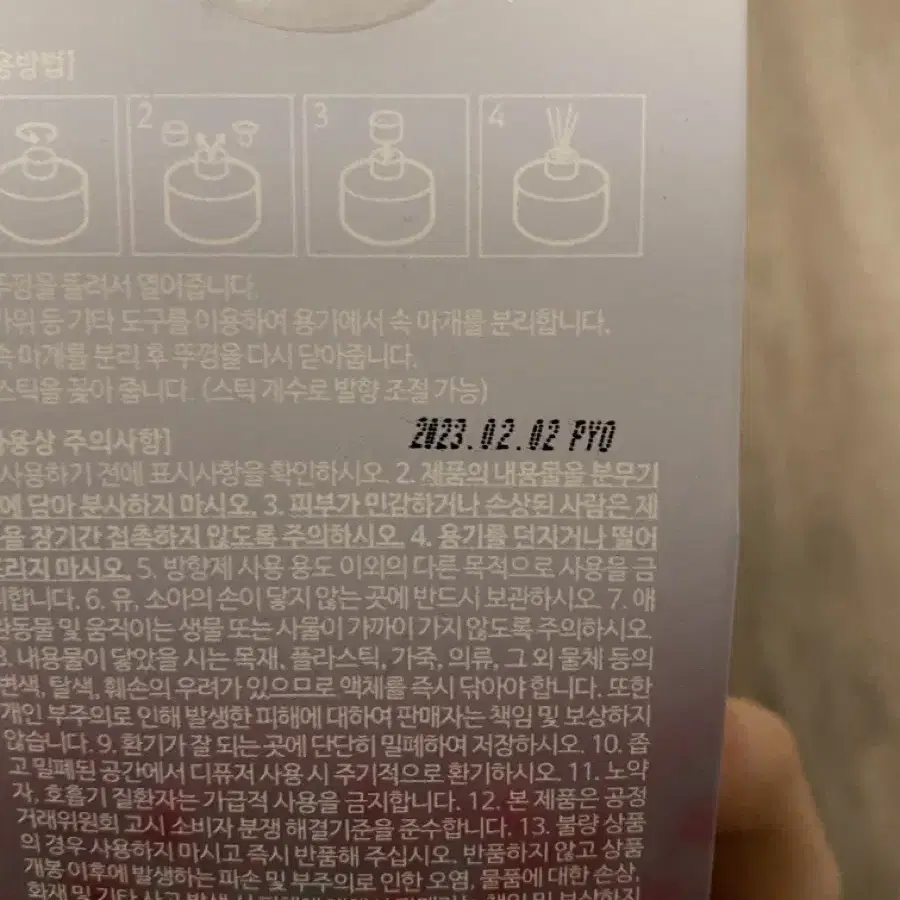 용방법]
2 3 4
뚜껑을 돌려서 열어줍니다.
가위 등 기타 도구를 이용하여 용기에서 속 마개를 분리합니다.
속 마개를 분리 후 뚜껑을 다시 닫아줍니다.
스틱을 꽂아 줍니다. (스틱 개수로 발향 조절 가능)
2023.02.02 PYO
사용상 주의사항]
사용하기 전에 표시사항을 확인하시오. 2. 제품의 내용물을 분무기
에 담아 분사하지 마시오. 3. 피부가 민감하거나 손상된 사람은 제
을 장기간 접촉하지 않도록 주의하시오. 4. 용기를 던지거나 떨어
뜨리지 마시오. 5. 방향제 사용 용도 이외의 다른 목적으로 사용을 금
합니다. 6. 유, 소아의 손이 닿지 않는 곳에 반드시 보관하시오. 7. 애
완동물 및 움직이는 생물 또는 사물이 가까이 가지 않도록 주의하시오.
8. 내용물이 닿았을 시는 목재, 플라스틱, 가죽, 의류, 그 외 물체 등의
변색, 탈색, 훼손의 우려가 있으므로 액체를 즉시 닦아야 합니다. 또한
개인 부주의로 인해 발생한 피해에 대하여 판매자는 책임 및 보상하지
않습니다. 9. 환기가 잘 되는 곳에 단단히 밀폐하여 저장하시오. 10. 좁
고 밀폐된 공간에서 디퓨저 사용 시 주기적으로 환기하시오. 11. 노약
자, 호흡기 질환자는 가급적 사용을 금지합니다. 12. 본 제품은 공정
거래위원회 고시 소비자 분쟁 해결기준을 준수합니다. 13. 불량 상품
의 경우 사용하지 마시고 즉시 반품해 주십시오. 반품하지 않고 상품
개봉 이후에 발생하는 파손 및 부주의로 인한 오염, 물품에 대한 손상,
화재 및 기타 사고 발생 시